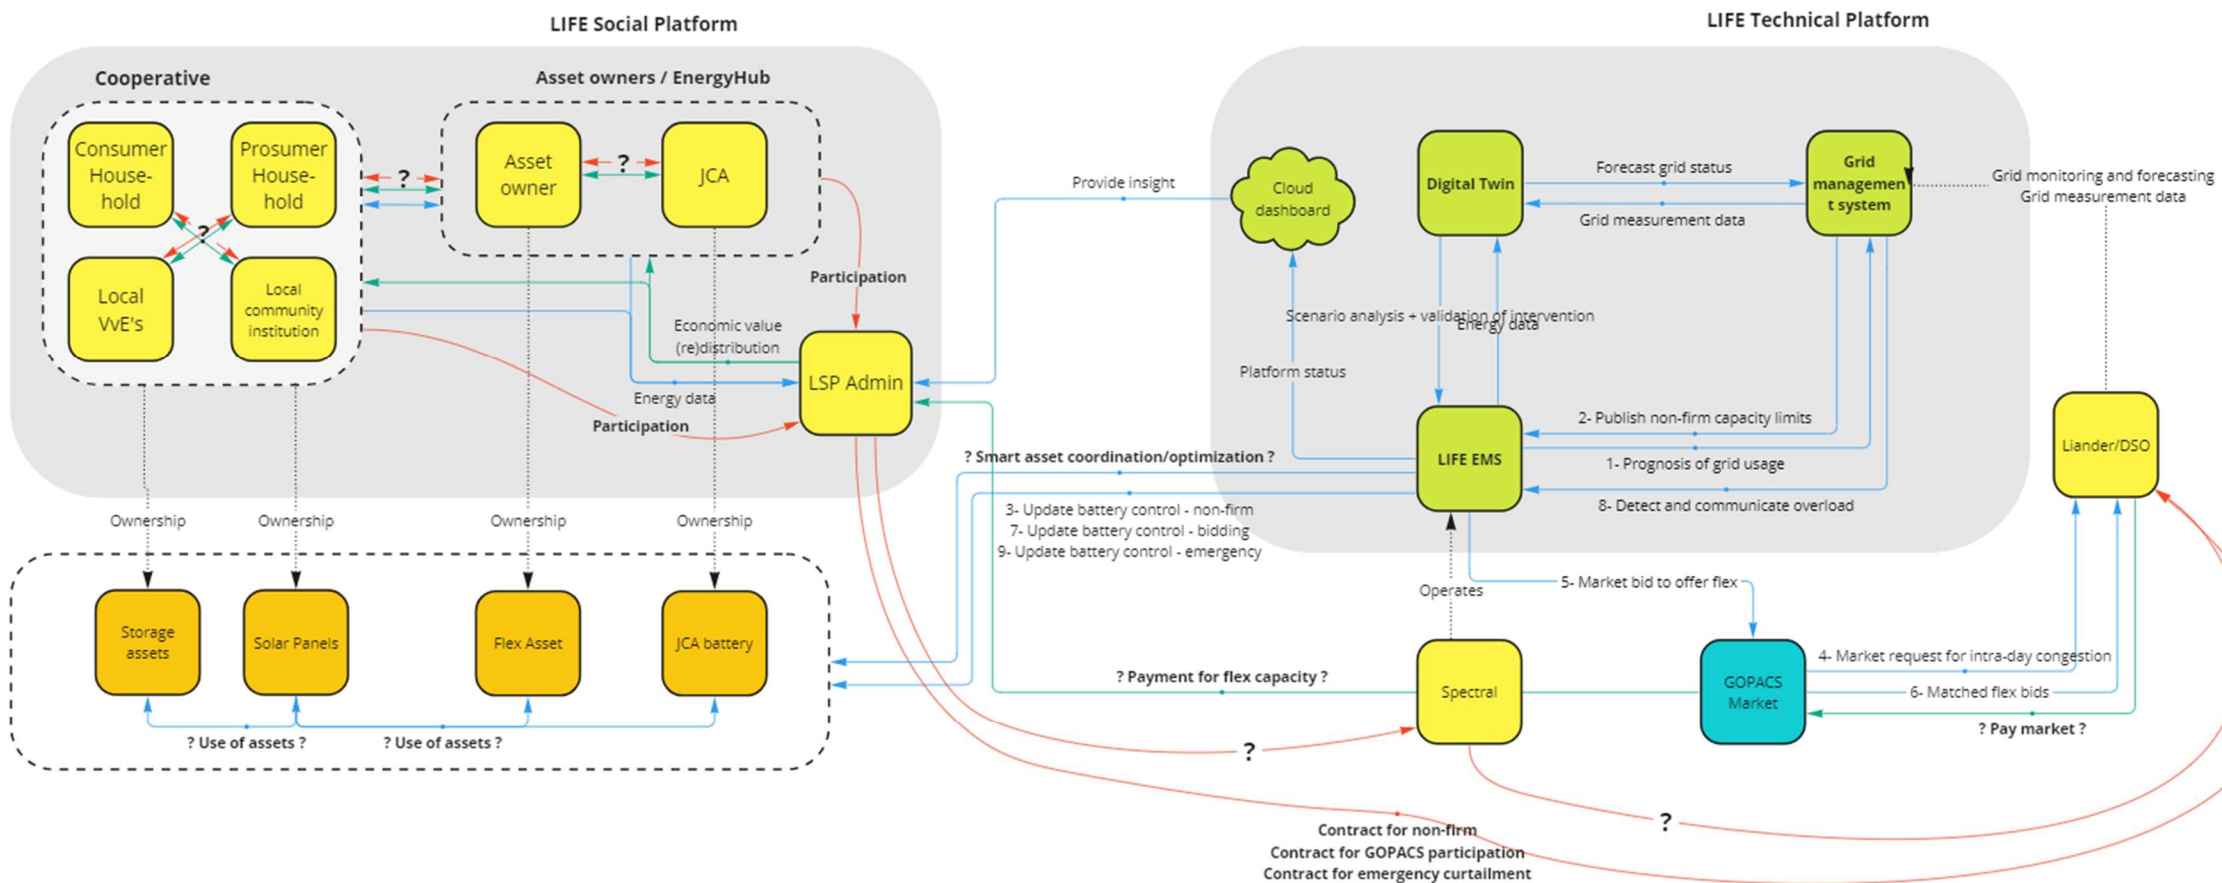 LIFE Social Platform
LIFE Technical Platform
Cooperative
Asset owners / EnergyHub
Consumer
House-
hold
Prosumer
House-
hold
?
Local
VvE's
Local
community
institution
?
Asset
owner
?
JCA
Participation
Economic value
(re)distribution
Energy data
Participation
LSP Admin
Provide insight
Cloud
dashboard
Digital Twin
Forecast grid status
Grid measurement data
Grid
managemen
t system
Grid monitoring and forecasting
Grid measurement data
Scenario analysis + validation of intervention
Energy data
Platform status
LIFE EMS
2- Publish non-firm capacity limits
1- Prognosis of grid usage
8- Detect and communicate overload
Liander/DSO
? Smart asset coordination/optimization ?
3- Update battery control - non-firm
7- Update battery control - bidding
9- Update battery control - emergency
Ownership
Ownership
Ownership
Ownership
Storage
assets
Solar Panels
Flex Asset
JCA battery
? Use of assets ?
? Use of assets ?
Operates
5- Market bid to offer flex
? Payment for flex capacity ?
Spectral
GOPACS
Market
4- Market request for intra-day congestion
6- Matched flex bids
? Pay market ?
?
?
Contract for non-firm
Contract for GOPACS participation
Contract for emergency curtailment